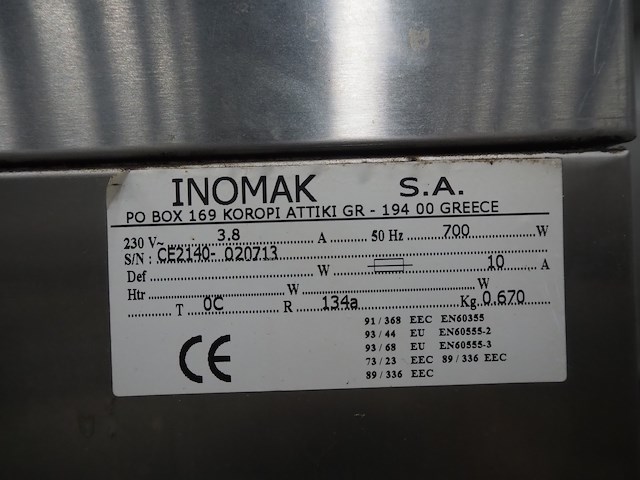 INOMAK S.A.
PO BOX 169 KOROPI ATTIKI GR - 194 00 GREECE
230 V~ 3.8 A 50 Hz 700 W
S/N : CE2140- 020713
Def W 10 A
Htr W W
T 0C R 134a Kg 0.670
91 / 368 EEC EN60355
93 / 44 EU EN60555-2
93 / 68 EU EN60555-3
73 / 23 EEC 89 / 336 EEC
89 / 336 EEC
CE